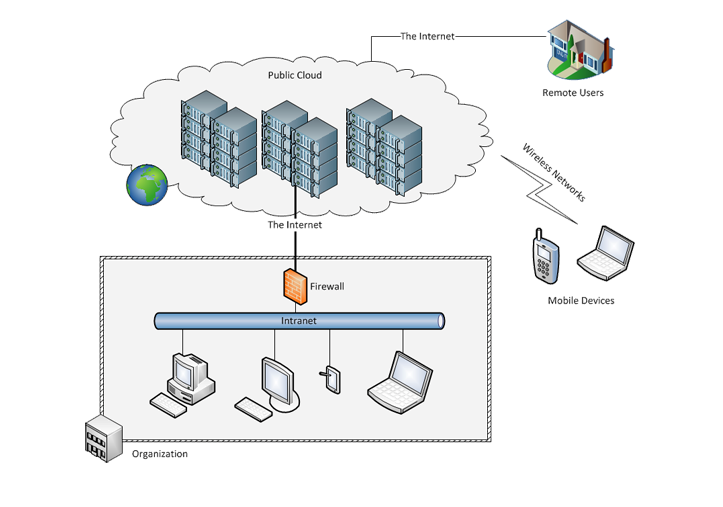 The Internet
Public Cloud
Remote Users
Wireless Networks
The Internet
Firewall
Mobile Devices
Intranet
Organization